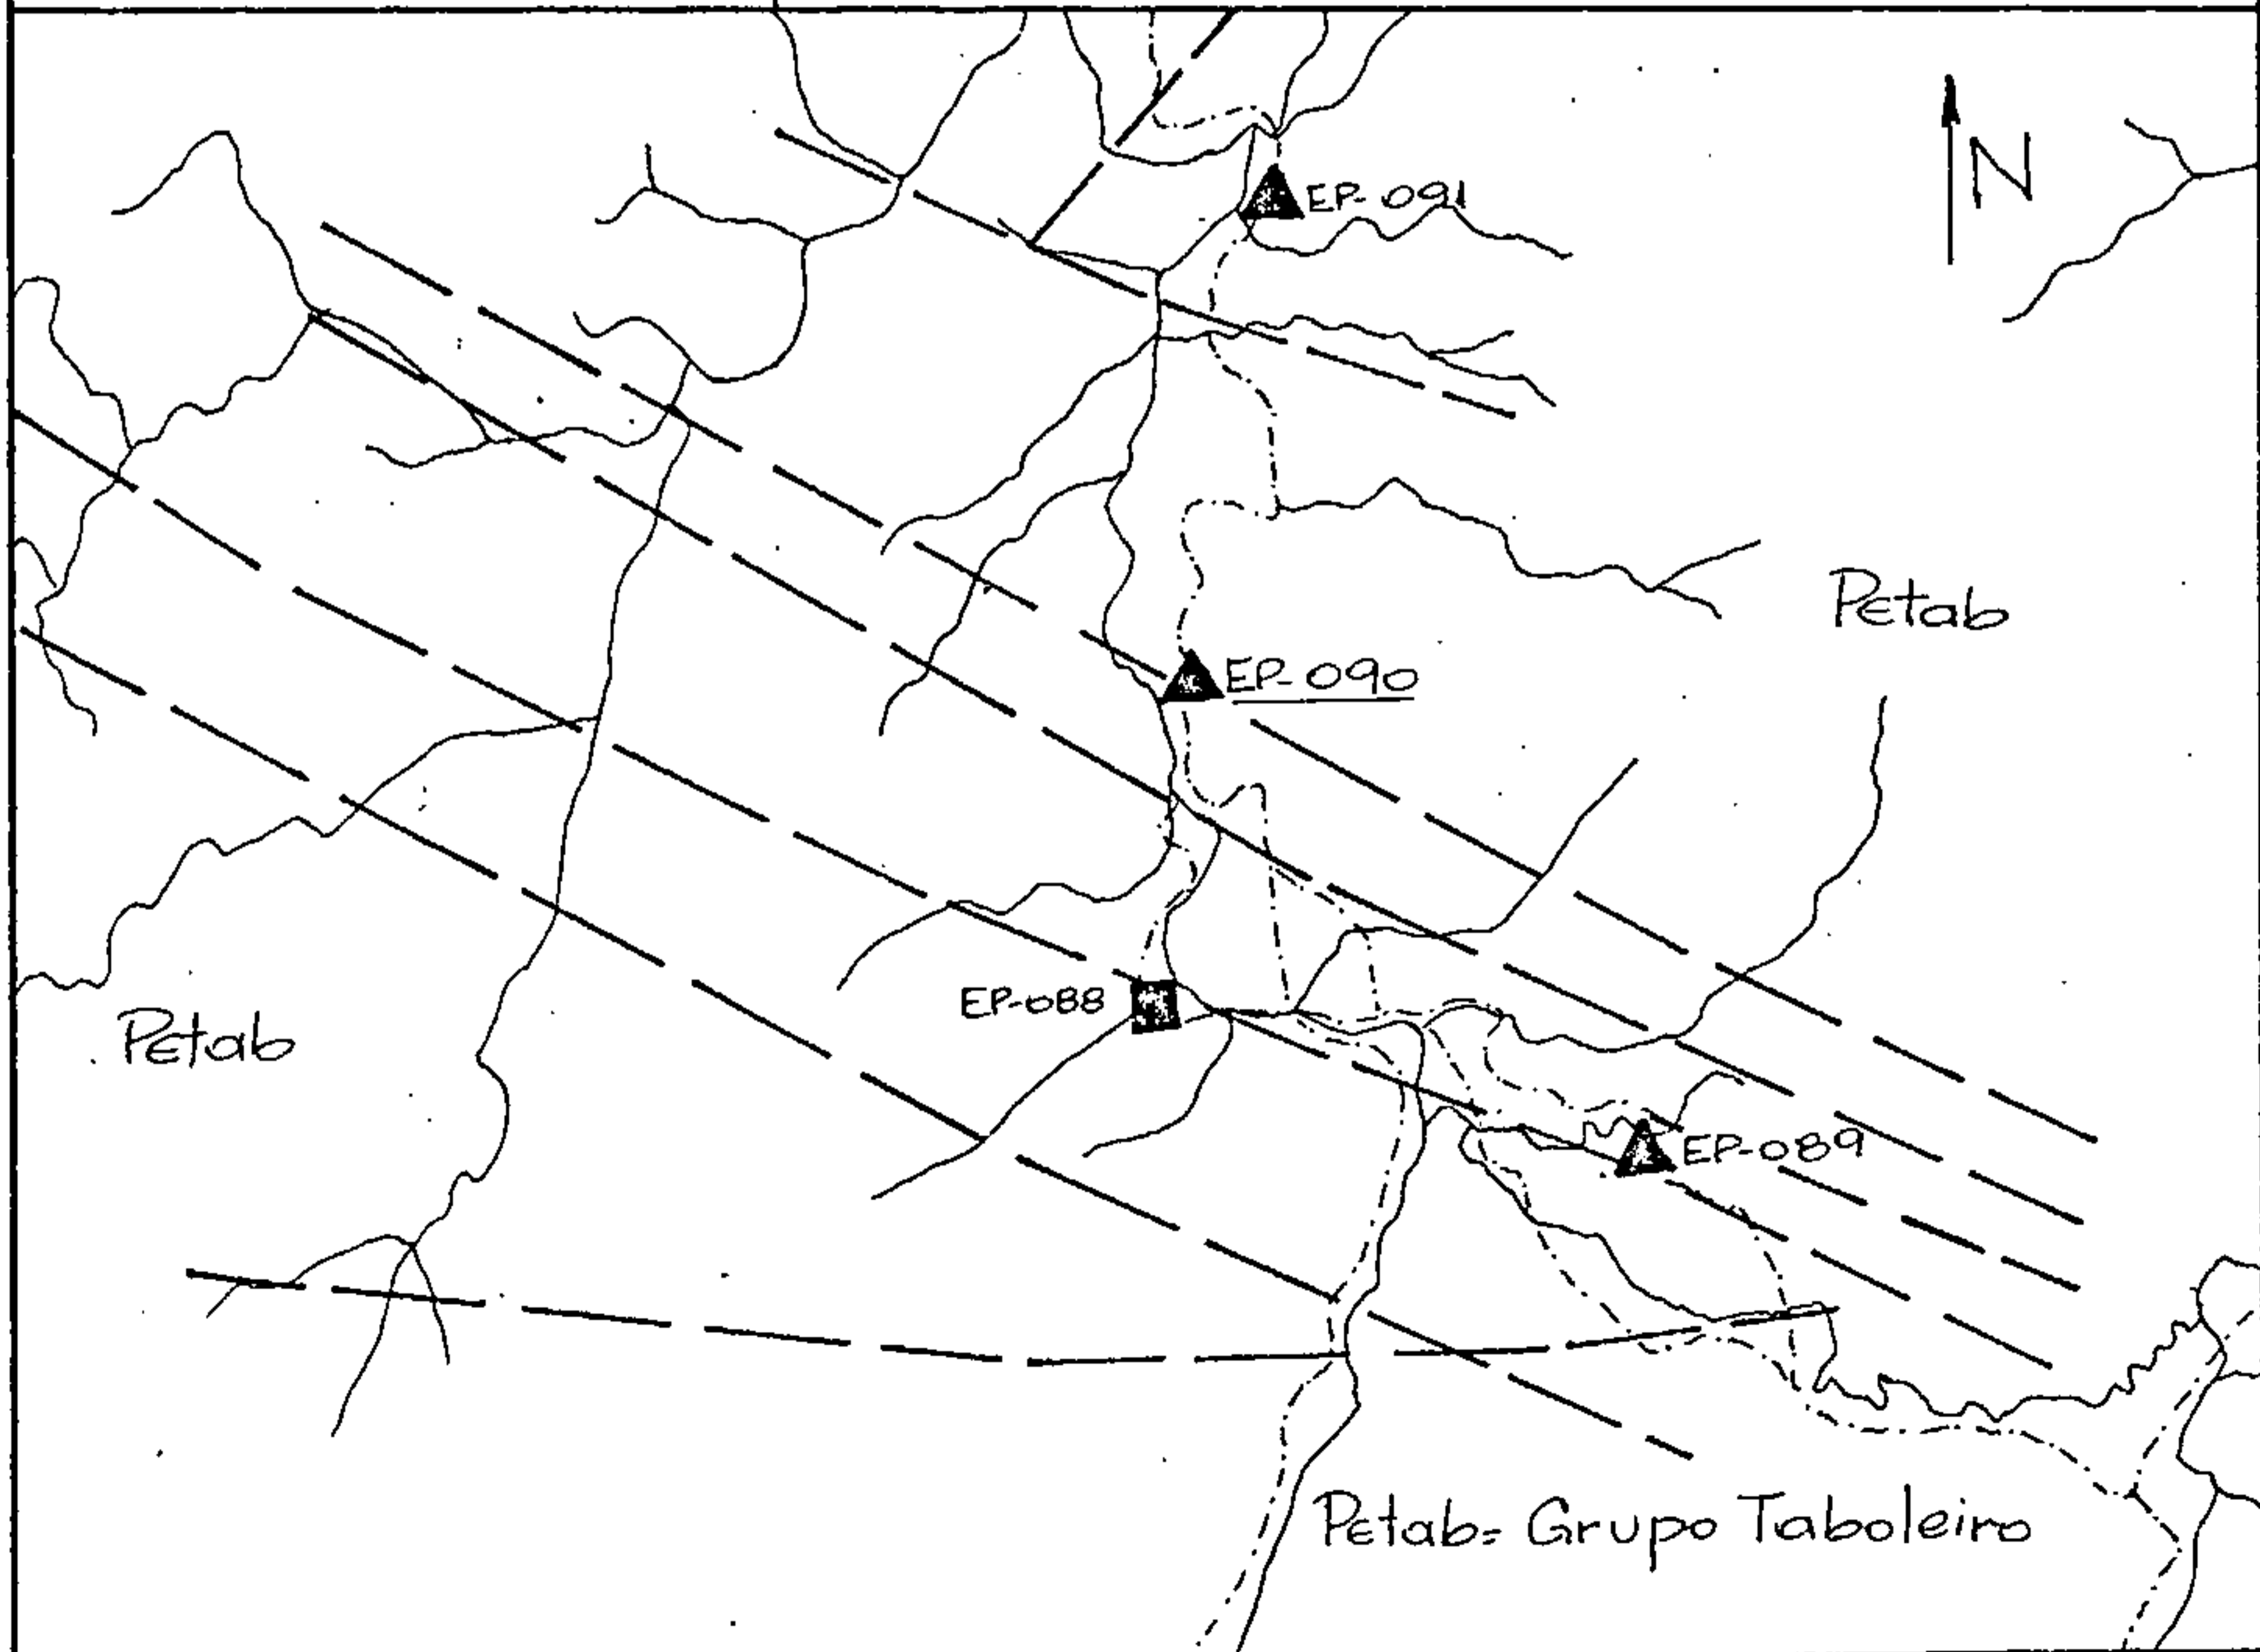 N
EP-091
Petab
EP-090
EP-088
Petab
EP-089
Petab= Grupo Taboleiro